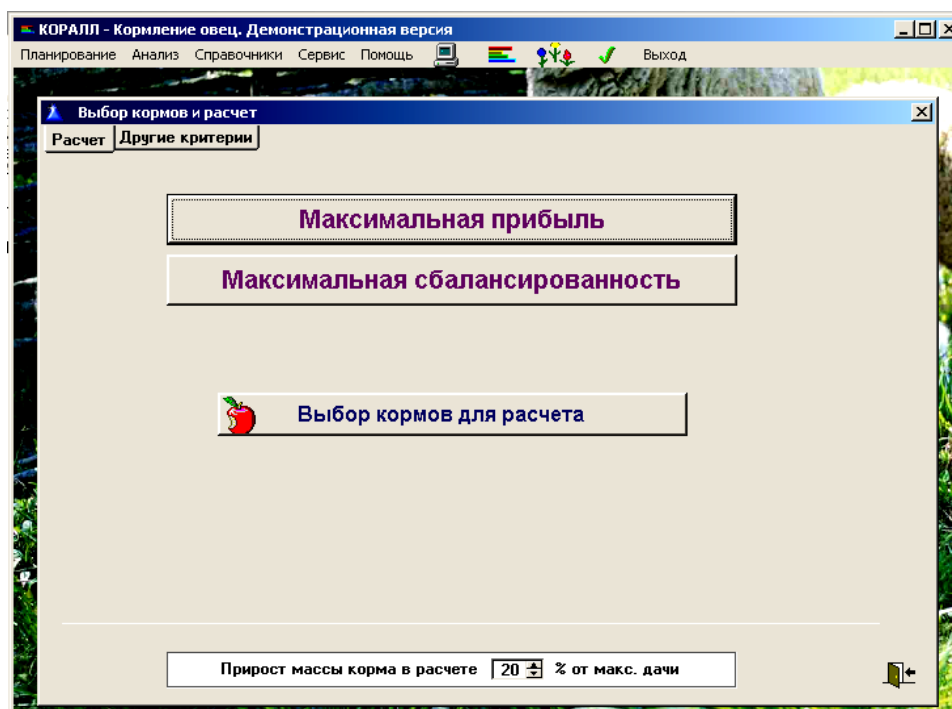 КОРАЛЛ - Кормление овец. Демонстрационная версия
Планирование Анализ Справочники Сервис Помощь Выход
Выбор кормов и расчет
Расчет Другие критерии
Максимальная прибыль
Максимальная сбалансированность
Выбор кормов для расчета
Прирост массы корма в расчете 20 % от макс. дачи